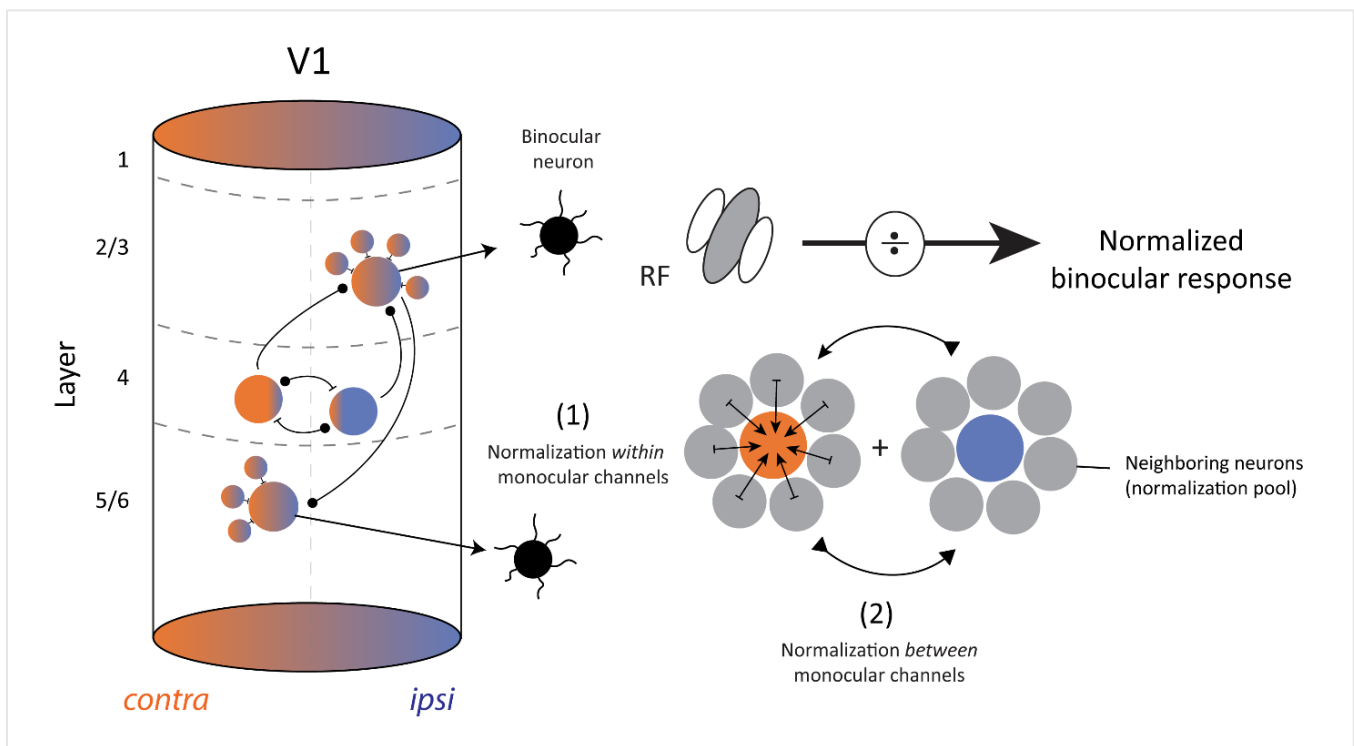 V1
Layer
1
2/3
4
5/6
contra
ipsi
Binocular
neuron
RF
÷
Normalized
binocular response
(1)
Normalization within
monocular channels
+
Neighboring neurons
(normalization pool)
(2)
Normalization between
monocular channels